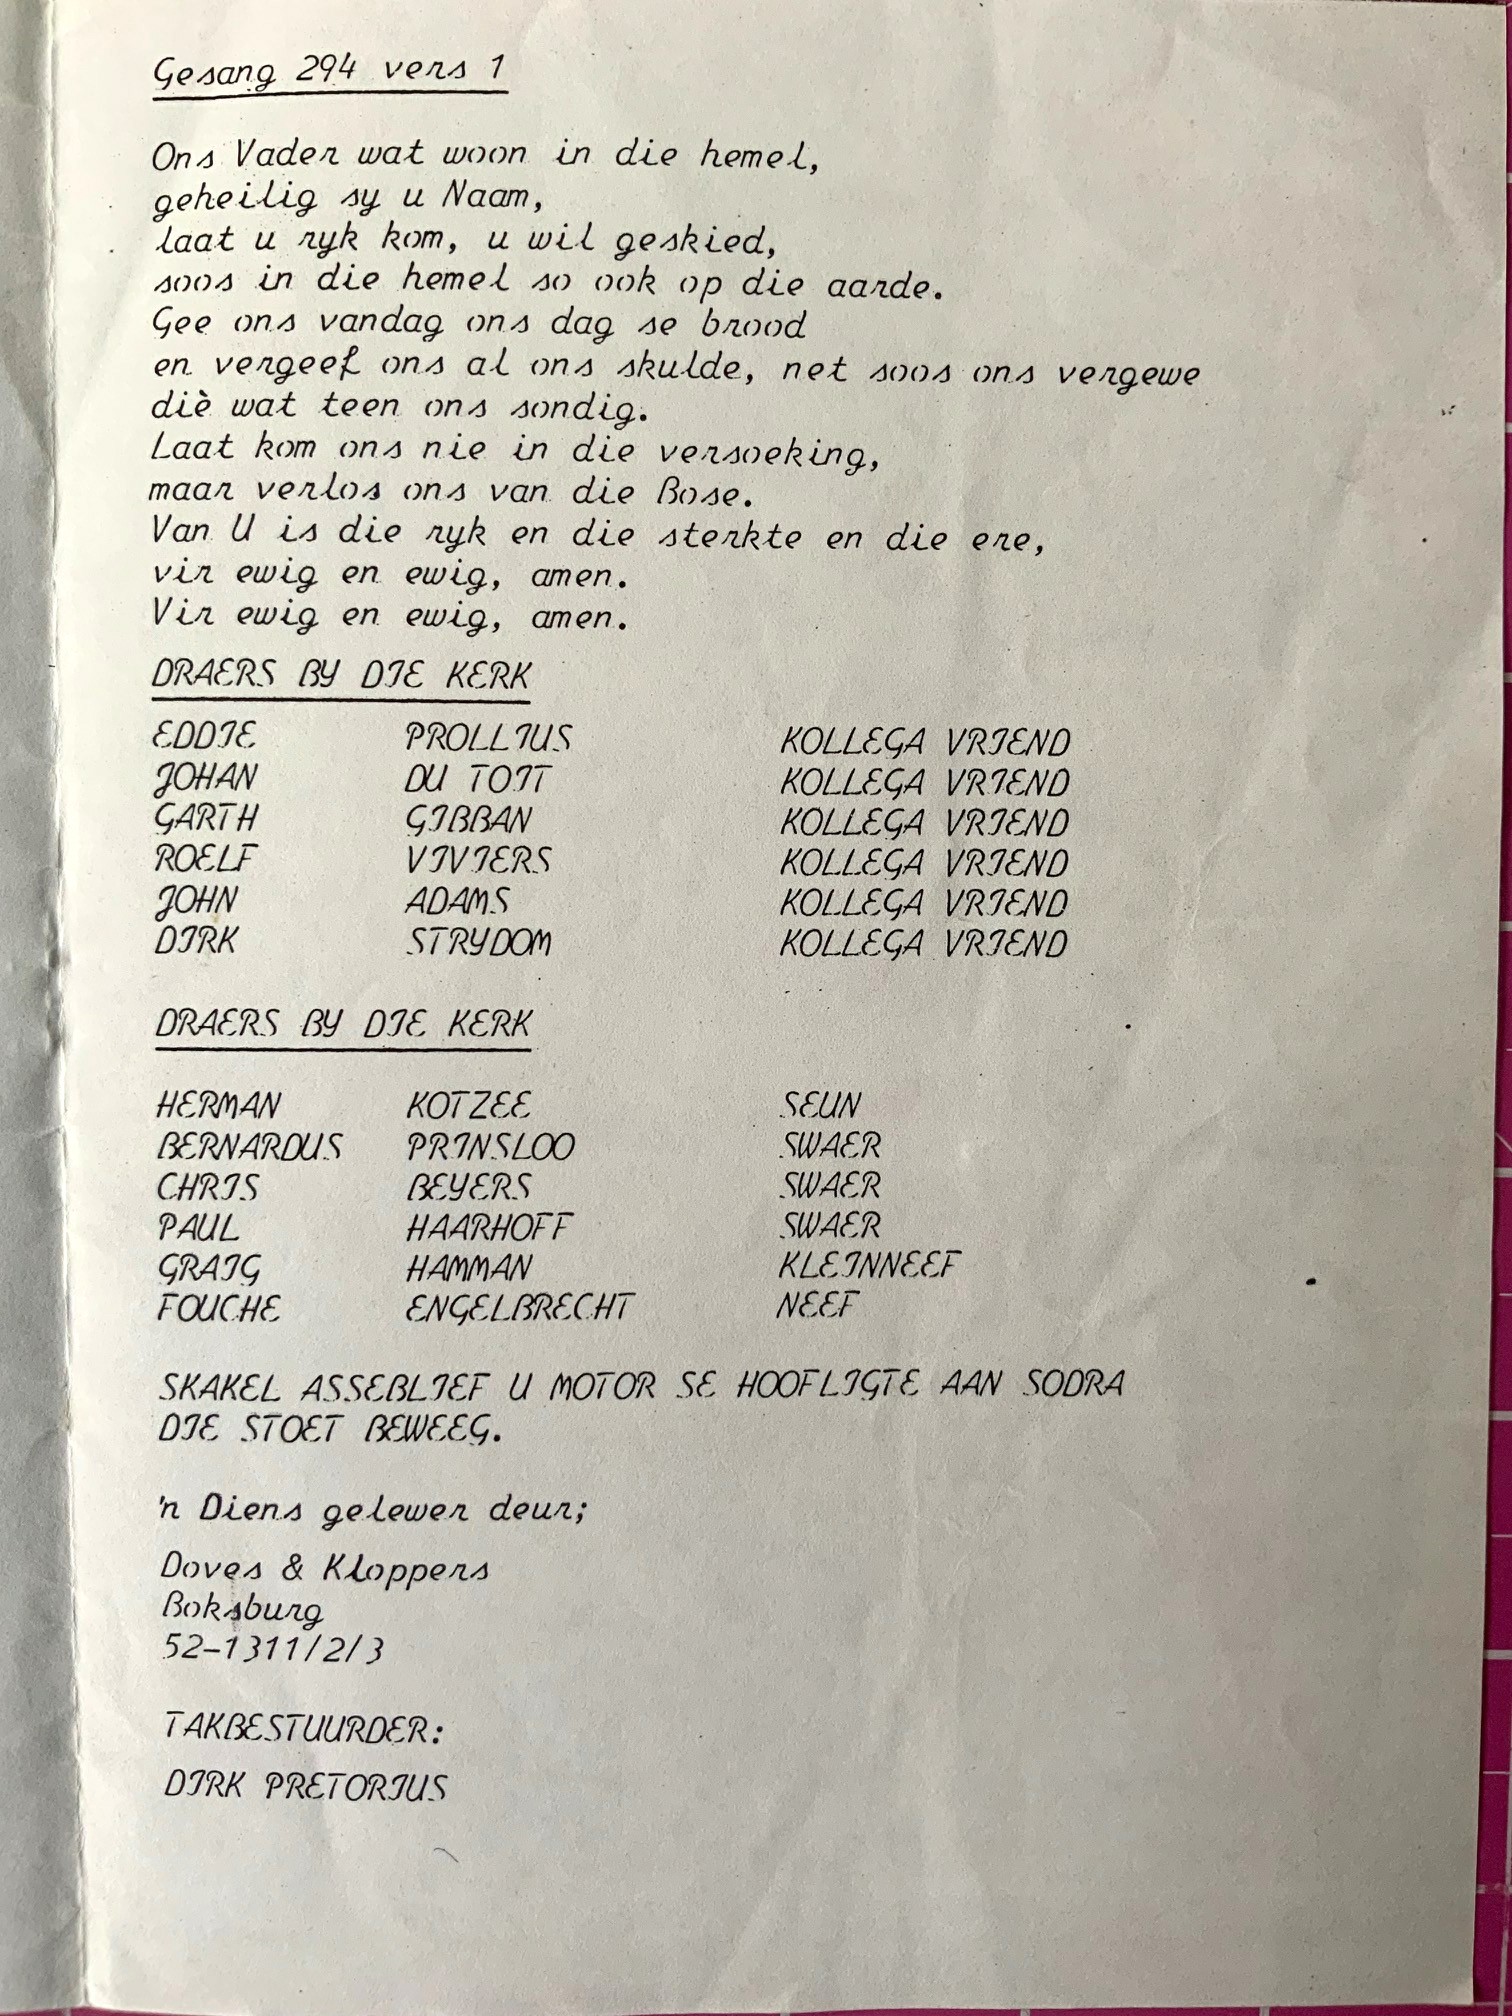 Gesang 294 vers 1
Ons Vader wat woon in die hemel,
geheilig sy u Naam,
laat u ryk kom, u wil geskied,
soos in die hemel so ook op die aarde.
Gee ons vandag ons dag se brood
en vergeef ons al ons skulde, net soos ons vergewe
diè wat teen ons sondig.
Laat kom ons nie in die versoeking,
maar verlos ons van die Bose.
Van U is die ryk en die sterkte en die ere,
vir ewig en ewig, amen.
Vir ewig en ewig, amen.
DRAERS BY DIE KERK
EDDIE PROLLIUS KOLLEGA VRIEND
JOHAN DU TOIT KOLLEGA VRIEND
GARTH GIBBAN KOLLEGA VRIEND
ROELF VIVIERS KOLLEGA VRIEND
JOHN ADAMS KOLLEGA VRIEND
DIRK STRYDOM KOLLEGA VRIEND
DRAERS BY DIE KERK
HERMAN KOTZEE SEUN
BERNARDUS PRINSLOO SWAER
CHRIS BEYERS SWAER
PAUL HAARHOFF SWAER
GRAIG HAMMAN KLEINNEEF
FOUCHE ENGELBRECHT NEEF
SKAKEL ASSEBLIEF U MOTOR SE HOOFLIGTE AAN SODRA
DIE STOET BEWEEG.
'n Diens gelewer deur;
Doves & Kloppers
Boksburg
52-1311/2/3
TAKBESTUURDER:
DIRK PRETORIUS